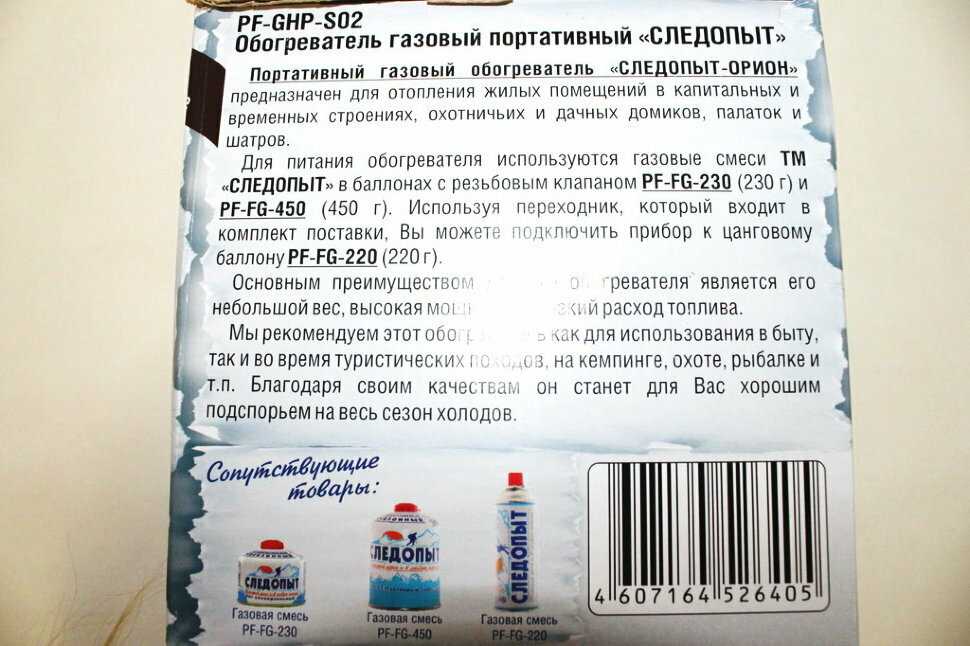 PF-GHP-S02
Обогреватель газовый портативный «СЛЕДОПЫТ»
Портативный газовый обогреватель «СЛЕДОПЫТ-ОРИОН»
предназначен для отопления жилых помещений в капитальных и
временных строениях, охотничьих и дачных домиков, палаток и
шатров.
Для питания обогревателя используются газовые смеси ТМ
«СЛЕДОПЫТ» в баллонах с резьбовым клапаном PF-FG-230 (230 г) и
PF-FG-450 (450 г). Используя переходник, который входит в
комплект поставки, Вы можете подключить прибор к цанговому
баллону PF-FG-220 (220 г).
Основным преимуществом является его
небольшой вес, высокая расход топлива.
Мы рекомендуем этот как для использования в быту,
так и во время туристических походов, на кемпинге, охоте, рыбалке и
т.п. Благодаря своим качествам он станет для Вас хорошим
подспорьем на весь сезон холодов.
Сопутствующие
товары:
СЛЕДОПЫТ
СЛЕДОПЫТ
СЛЕДОПЫТ
Газовая смесь
PF-FG-230
Газовая смесь
PF-FG-450
Газовая смесь
PF-FG-220
4 607164 526405